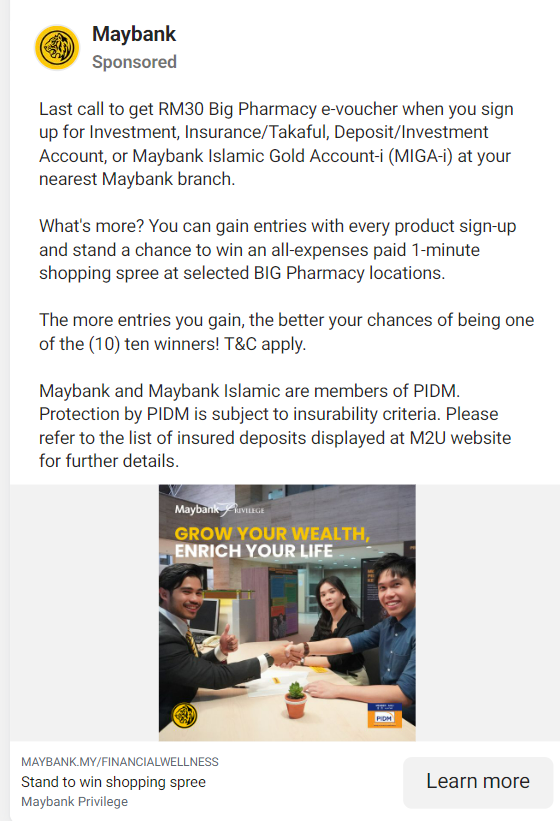 Maybank
Sponsored
Last call to get RM30 Big Pharmacy e-voucher when you sign
up for Investment, Insurance/Takaful, Deposit/Investment
Account, or Maybank Islamic Gold Account-i (MIGA-i) at your
nearest Maybank branch.
What's more? You can gain entries with every product sign-up
and stand a chance to win an all-expenses paid 1-minute
shopping spree at selected BIG Pharmacy locations.
The more entries you gain, the better your chances of being one
of the (10) ten winners! T&C apply.
Maybank and Maybank Islamic are members of PIDM.
Protection by PIDM is subject to insurability criteria. Please
refer to the list of insured deposits displayed at M2U website
for further details.
Maybank PRIVILEGE
GROW YOUR WEALTH,
ENRICH YOUR LIFE
PIDM
MAYBANK.MY/FINANCIALWELLNESS
Stand to win shopping spree
Maybank Privilege
Learn more